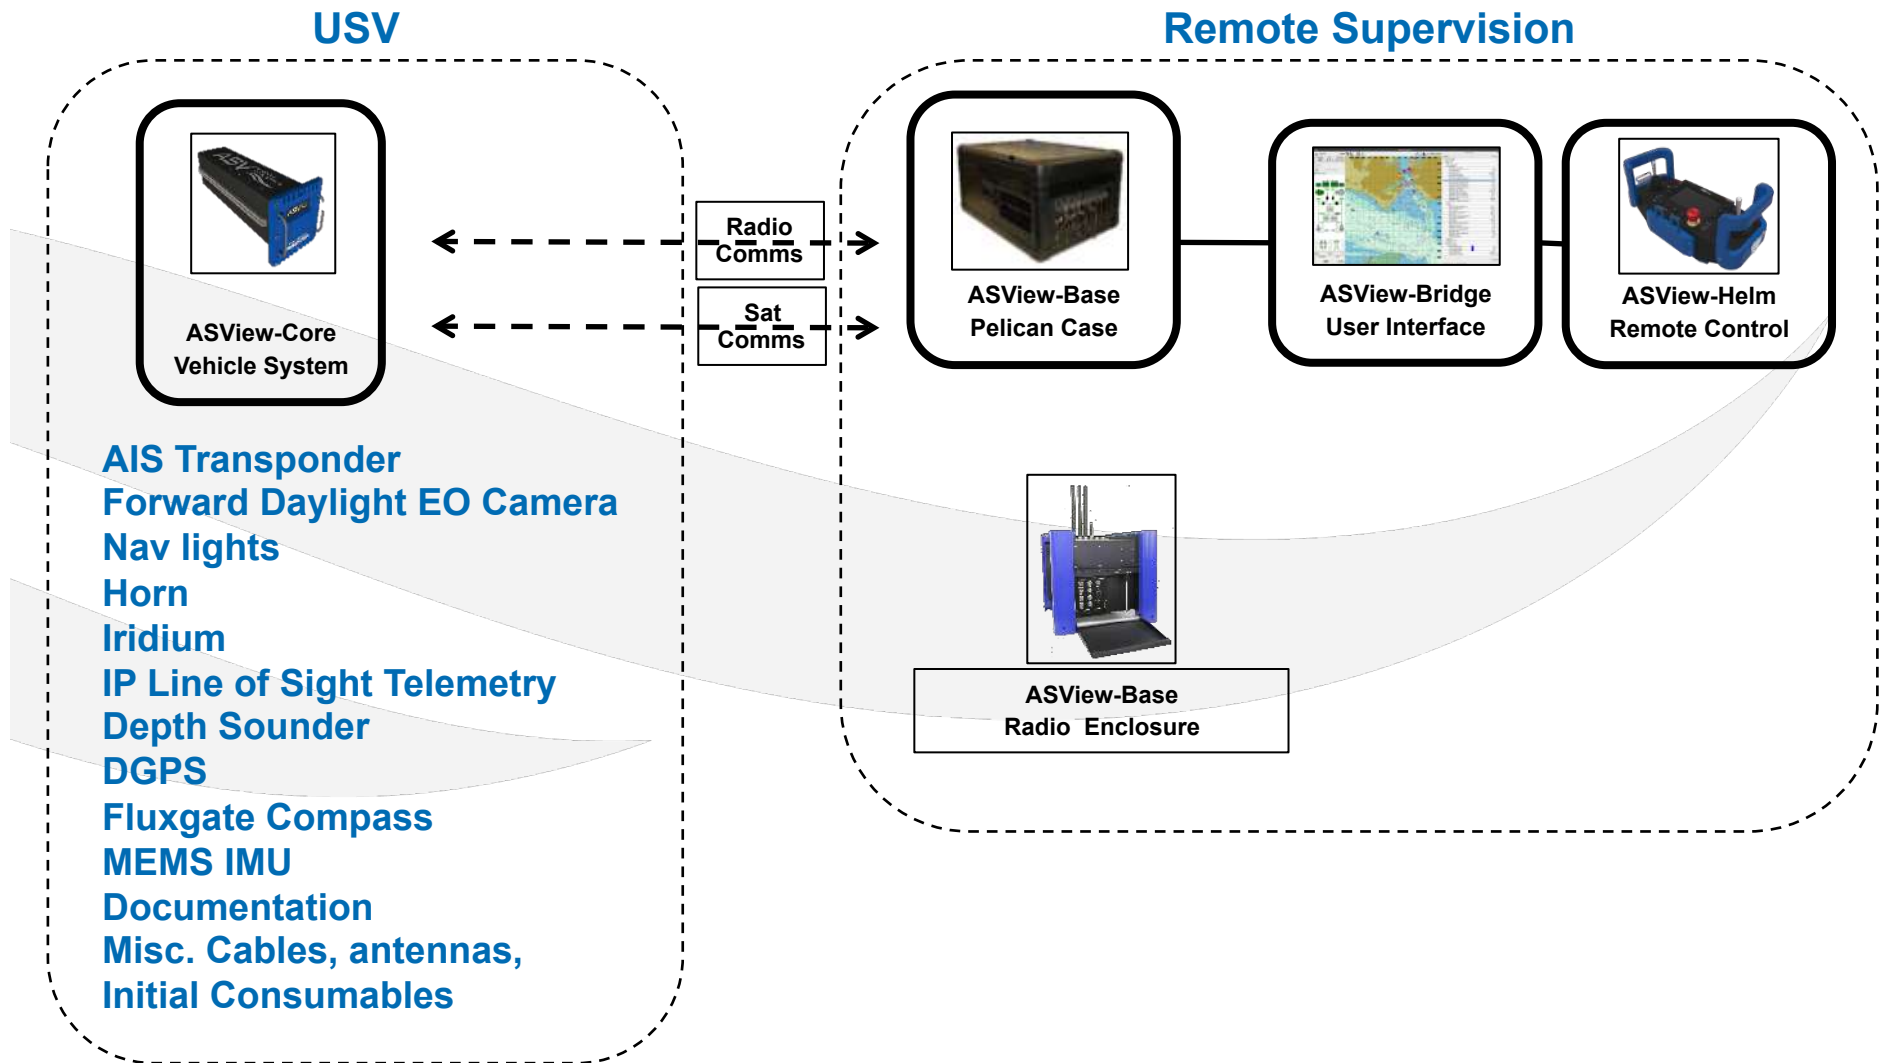 USV
Remote Supervision
ASV
ASView-Core
Vehicle System
Radio
Comms
Sat
Comms
ASView-Base
Pelican Case
ASView-Bridge
User Interface
ASView-Helm
Remote Control
AIS Transponder
Forward Daylight EO Camera
Nav lights
Horn
Iridium
IP Line of Sight Telemetry
Depth Sounder
DGPS
Fluxgate Compass
MEMS IMU
Documentation
Misc. Cables, antennas,
Initial Consumables
ASView-Base
Radio Enclosure